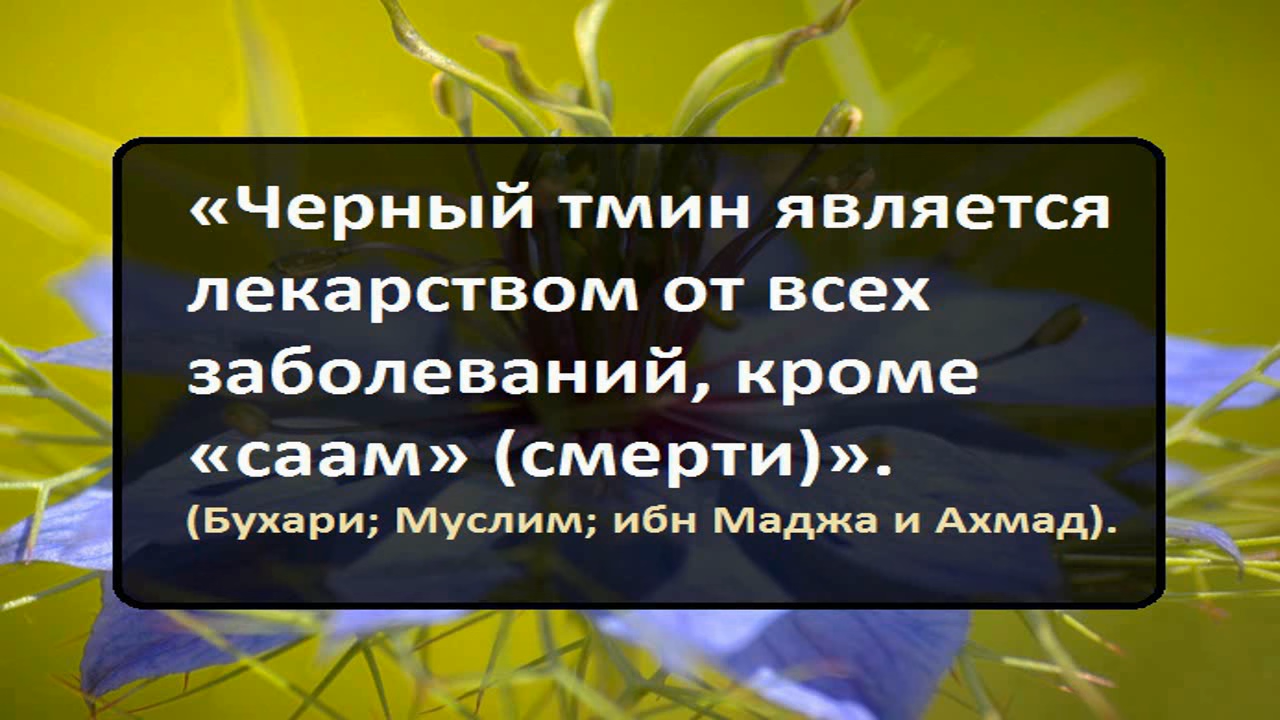 «Черный тмин является
лекарством от всех
заболеваний, кроме
«саам» (смерти)».
(Бухари; Муслим; ибн Маджа и Ахмад).